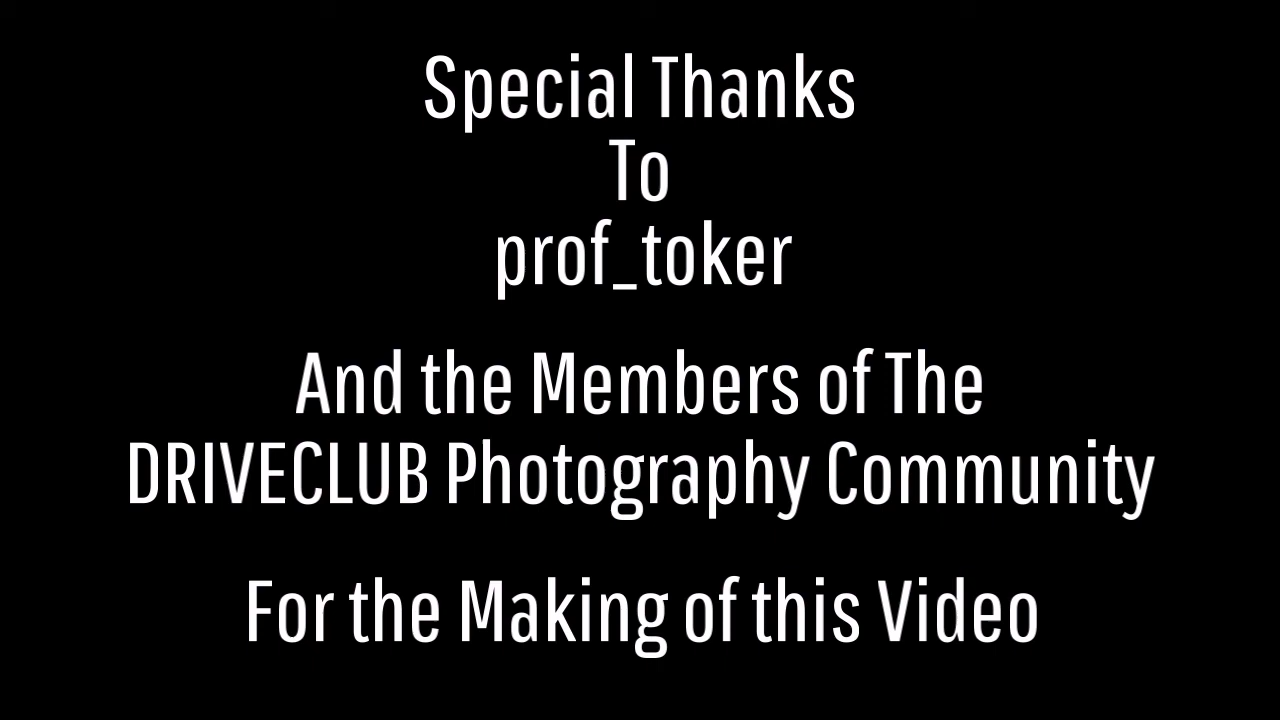 Special Thanks
To
prof_toker
And the Members of The
DRIVECLUB Photography Community
For the Making of this Video